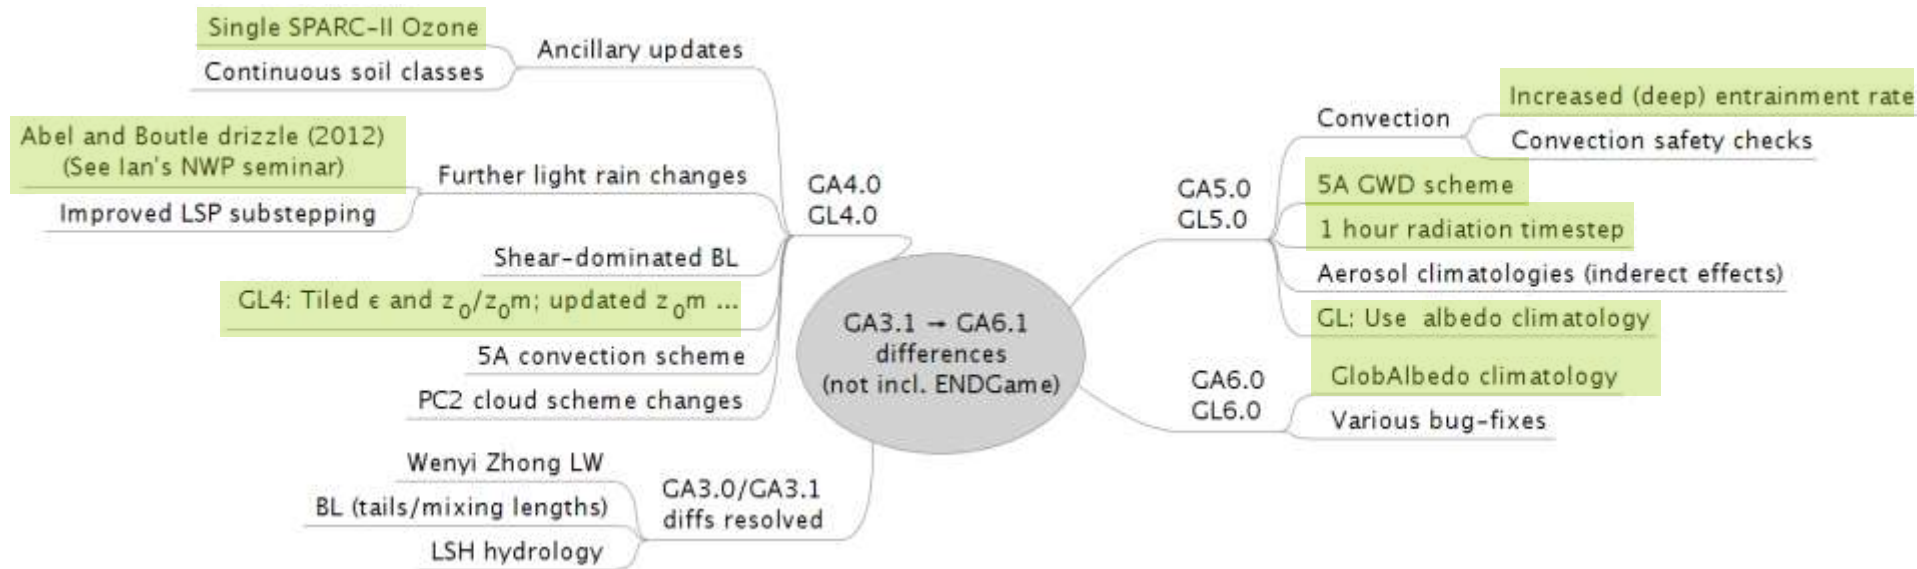 Single SPARC-II Ozone
Continuous soil classes
Ancillary updates
Abel and Boutle drizzle (2012)
(See Ian's NWP seminar)
Improved LSP substepping
Further light rain changes
Shear-dominated BL
GL4: Tiled ϵ and z₀/z₀m; updated z₀m ...
5A convection scheme
PC2 cloud scheme changes
GA4.0
GL4.0
Wenyi Zhong LW
BL (tails/mixing lengths)
LSH hydrology
GA3.0/GA3.1
diffs resolved
GA3.1 → GA6.1
differences
(not incl. ENDGame)
GA5.0
GL5.0
Convection
Increased (deep) entrainment rate
Convection safety checks
5A GWD scheme
1 hour radiation timestep
Aerosol climatologies (inderect effects)
GL: Use albedo climatology
GA6.0
GL6.0
GlobAlbedo climatology
Various bug-fixes